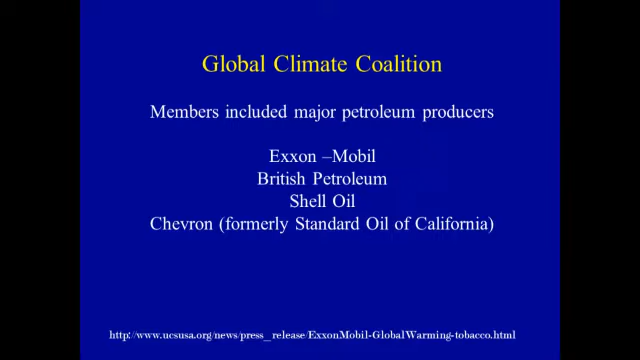 Global Climate Coalition
Members included major petroleum producers
Exxon –Mobil
British Petroleum
Shell Oil
Chevron (formerly Standard Oil of California)
http://www.ucsusa.org/news/press_release/ExxonMobil-GlobalWarming-tobacco.html